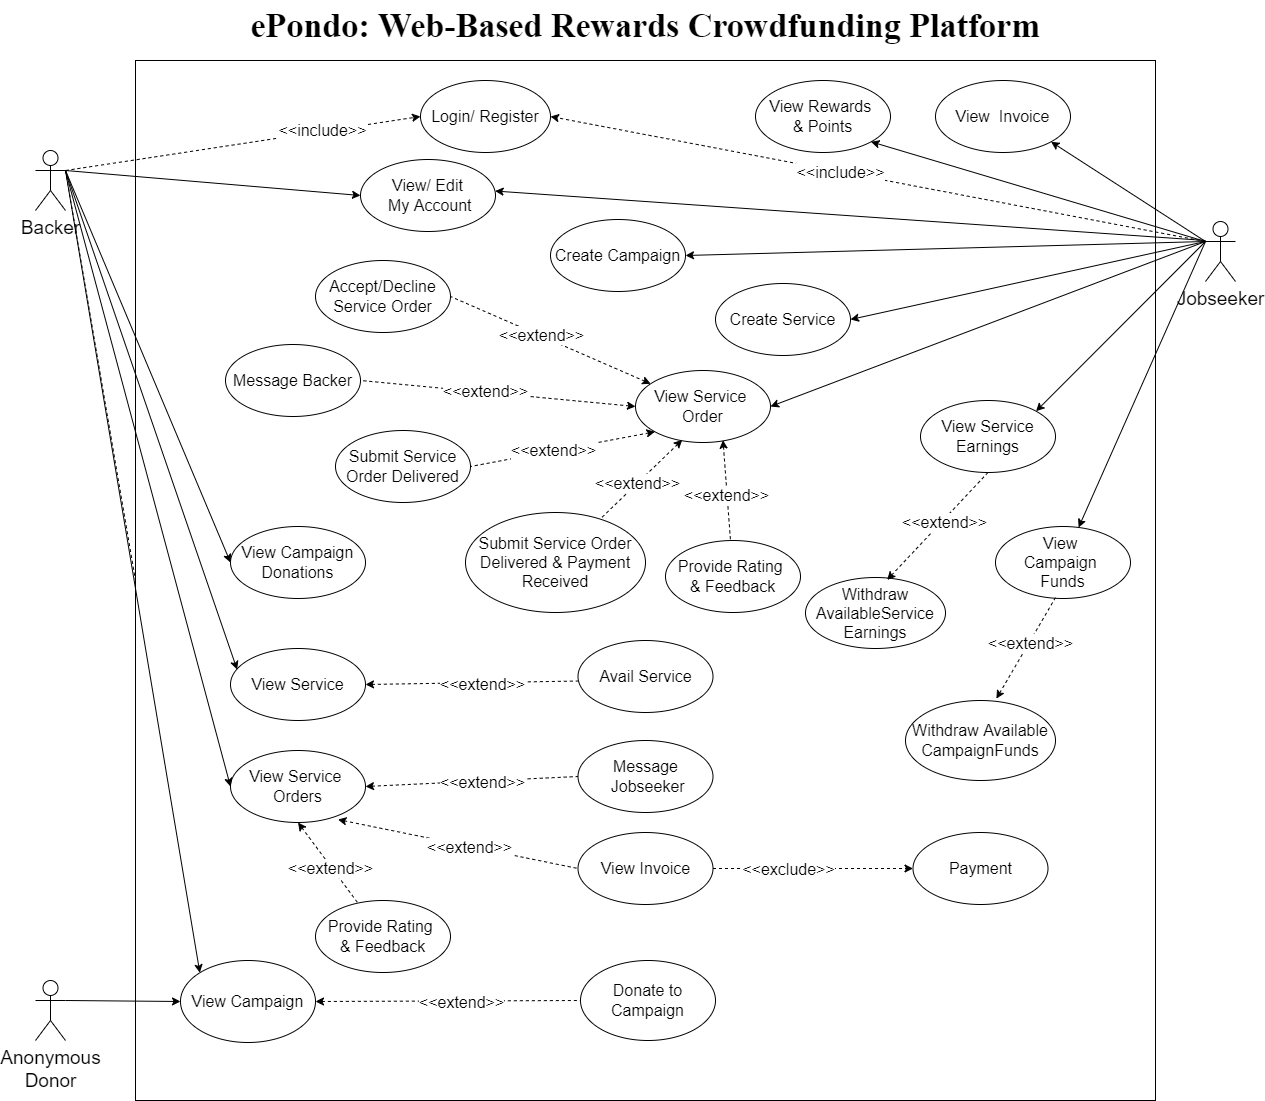 ePondo: Web-Based Rewards Crowdfunding Platform
Login/ Register
View Rewards
& Points
View Invoice
<<include>>
<<include>>
Backer
View/ Edit
My Account
Jobseeker
Create Campaign
Accept/Decline
Service Order
Create Service
<<extend>>
Message Backer
<<extend>>
View Service
Order
View Service
Earnings
Submit Service
Order Delivered
<<extend>>
<<extend>>
<<extend>>
<<extend>>
View Campaign
Donations
Submit Service Order
Delivered & Payment
Received
Provide Rating
& Feedback
View
Campaign
Funds
Withdraw
AvailableService
Earnings
<<extend>>
View Service
<<extend>>
Avail Service
Withdraw Available
CampaignFunds
View Service
Orders
<<extend>>
Message
Jobseeker
<<extend>>
<<extend>>
View Invoice
<<exclude>>
Payment
Provide Rating
& Feedback
View Campaign
<<extend>>
Donate to
Campaign
Anonymous
Donor